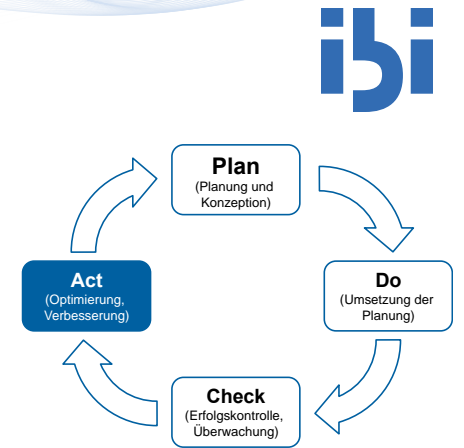 ibi
Plan
(Planung und
Konzeption)
Act
(Optimierung,
Verbesserung)
Do
(Umsetzung der
Planung)
Check
(Erfolgskontrolle,
Überwachung)